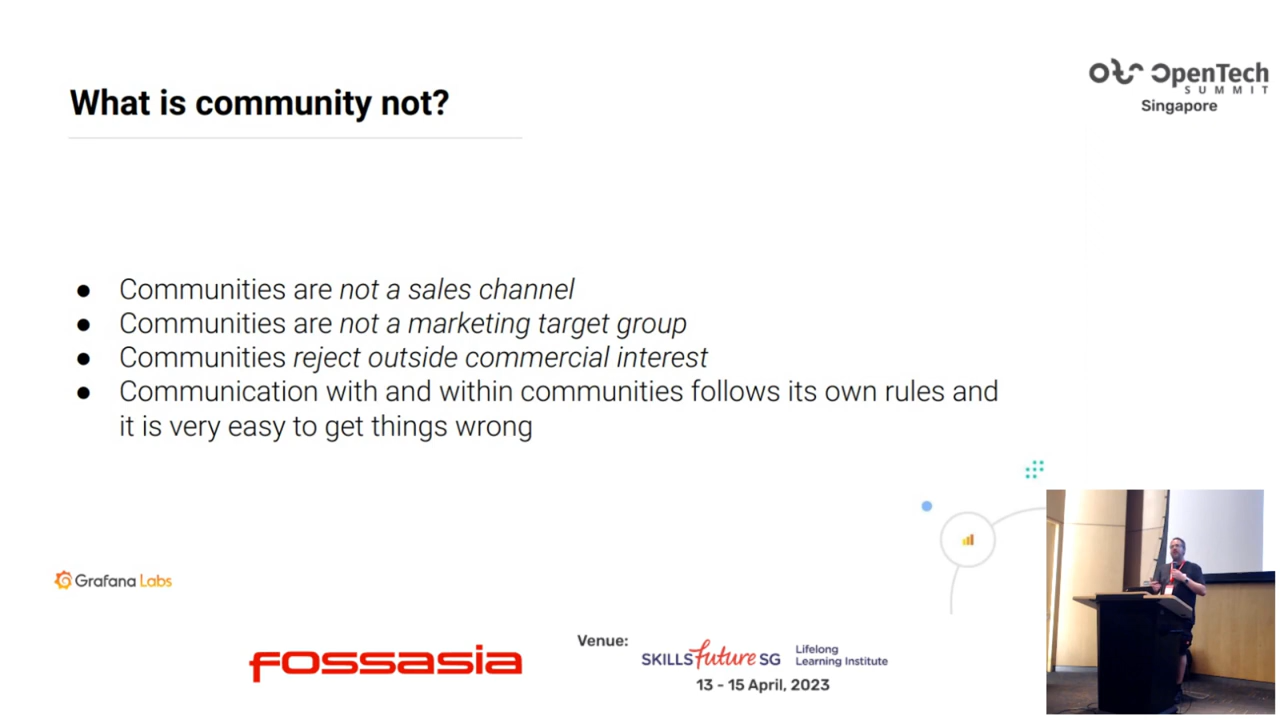 What is community not?
OpenTech
SUMMIT
Singapore
● Communities are not a sales channel
● Communities are not a marketing target group
● Communities reject outside commercial interest
● Communication with and within communities follows its own rules and
it is very easy to get things wrong
Grafana Labs
fossasia
Venue:
SKILLSfuture SG
Lifelong
Learning Institute
13 - 15 April, 2023